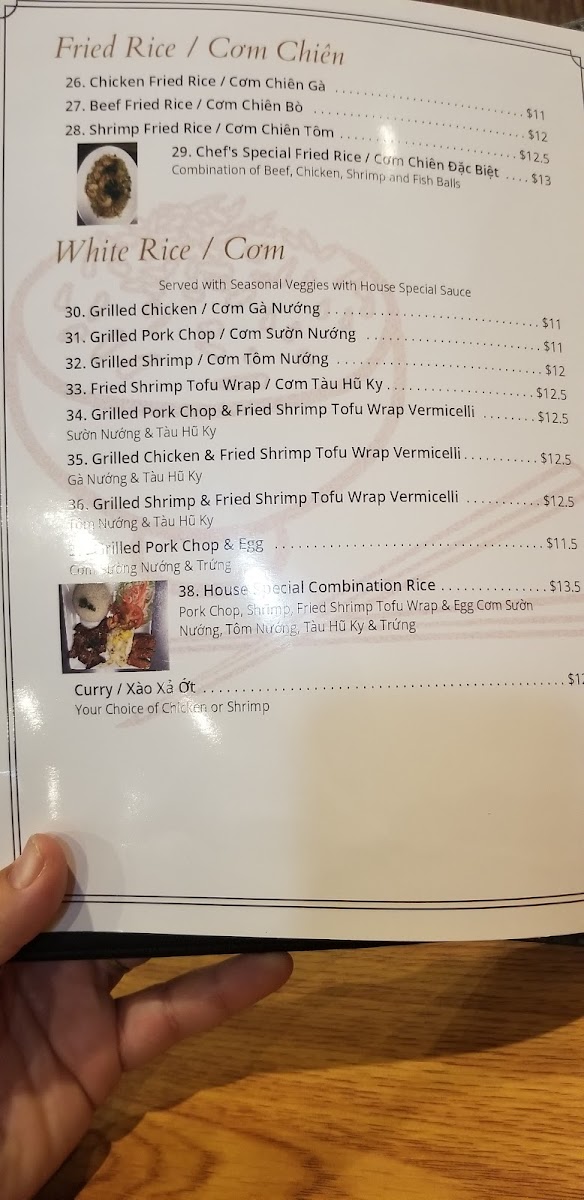 Fried Rice / Cơm Chiên
26. Chicken Fried Rice / Cơm Chiên Gà ........ $11
27. Beef Fried Rice / Cơm Chiên Bò ........ $12
28. Shrimp Fried Rice / Cơm Chiên Tôm ........ $12.5
29. Chef's Special Fried Rice / Cơm Chiên Đặc Biệt .... $13
Combination of Beef, Chicken, Shrimp and Fish Balls
White Rice / Cơm
Served with Seasonal Veggies with House Special Sauce
30. Grilled Chicken / Cơm Gà Nướng ........ $11
31. Grilled Pork Chop / Cơm Sườn Nướng ........ $11
32. Grilled Shrimp / Cơm Tôm Nướng ........ $12
33. Fried Shrimp Tofu Wrap / Cơm Tàu Hũ Ky ........ $12.5
34. Grilled Pork Chop & Fried Shrimp Tofu Wrap Vermicelli ....... $12.5
Sườn Nướng & Tàu Hũ Ky
35. Grilled Chicken & Fried Shrimp Tofu Wrap Vermicelli .......... $12.5
Gà Nướng & Tàu Hũ Ky
36. Grilled Shrimp & Fried Shrimp Tofu Wrap Vermicelli .......... $12.5
Tôm Nướng & Tàu Hũ Ky
Grilled Pork Chop & Egg ........ $11.5
Nướng & Trứng
38. House Special Combination Rice ........ $13.5
Pork Chop, Shrimp, Fried Shrimp Tofu Wrap & Egg Cơm Sườn
Nướng, Tôm Nướng, Tàu Hũ Ky & Trứng
Curry / Xào Xả Ớt ........
Your Choice of Chicken or Shrimp